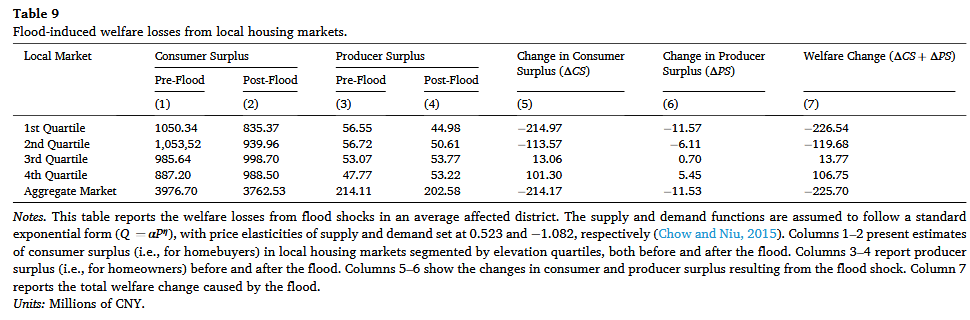 Table 9
Flood-induced welfare losses from local housing markets.
Local Market Consumer Surplus Producer Surplus Change in Consumer Surplus (ΔCS) Change in Producer Surplus (ΔPS) Welfare Change (ΔCS + ΔPS)
Pre-Flood Post-Flood Pre-Flood Post-Flood
(1) (2) (3) (4) (5) (6) (7)
1st Quartile 1050.34 835.37 56.55 44.98 −214.97 −11.57 −226.54
2nd Quartile 1,053,52 939.96 56.72 50.61 −113.57 −6.11 −119.68
3rd Quartile 985.64 998.70 53.07 53.77 13.06 0.70 13.77
4th Quartile 887.20 988.50 47.77 53.22 101.30 5.45 106.75
Aggregate Market 3976.70 3762.53 214.11 202.58 −214.17 −11.53 −225.70
Notes. This table reports the welfare losses from flood shocks in an average affected district. The supply and demand functions are assumed to follow a standard
exponential form (Q = αPη), with price elasticities of supply and demand set at 0.523 and −1.082, respectively (Chow and Niu, 2015). Columns 1–2 present estimates
of consumer surplus (i.e., for homebuyers) in local housing markets segmented by elevation quartiles, both before and after the flood. Columns 3–4 report producer
surplus (i.e., for homeowners) before and after the flood. Columns 5–6 show the changes in consumer and producer surplus resulting from the flood shock. Column 7
reports the total welfare change caused by the flood.
Units: Millions of CNY.